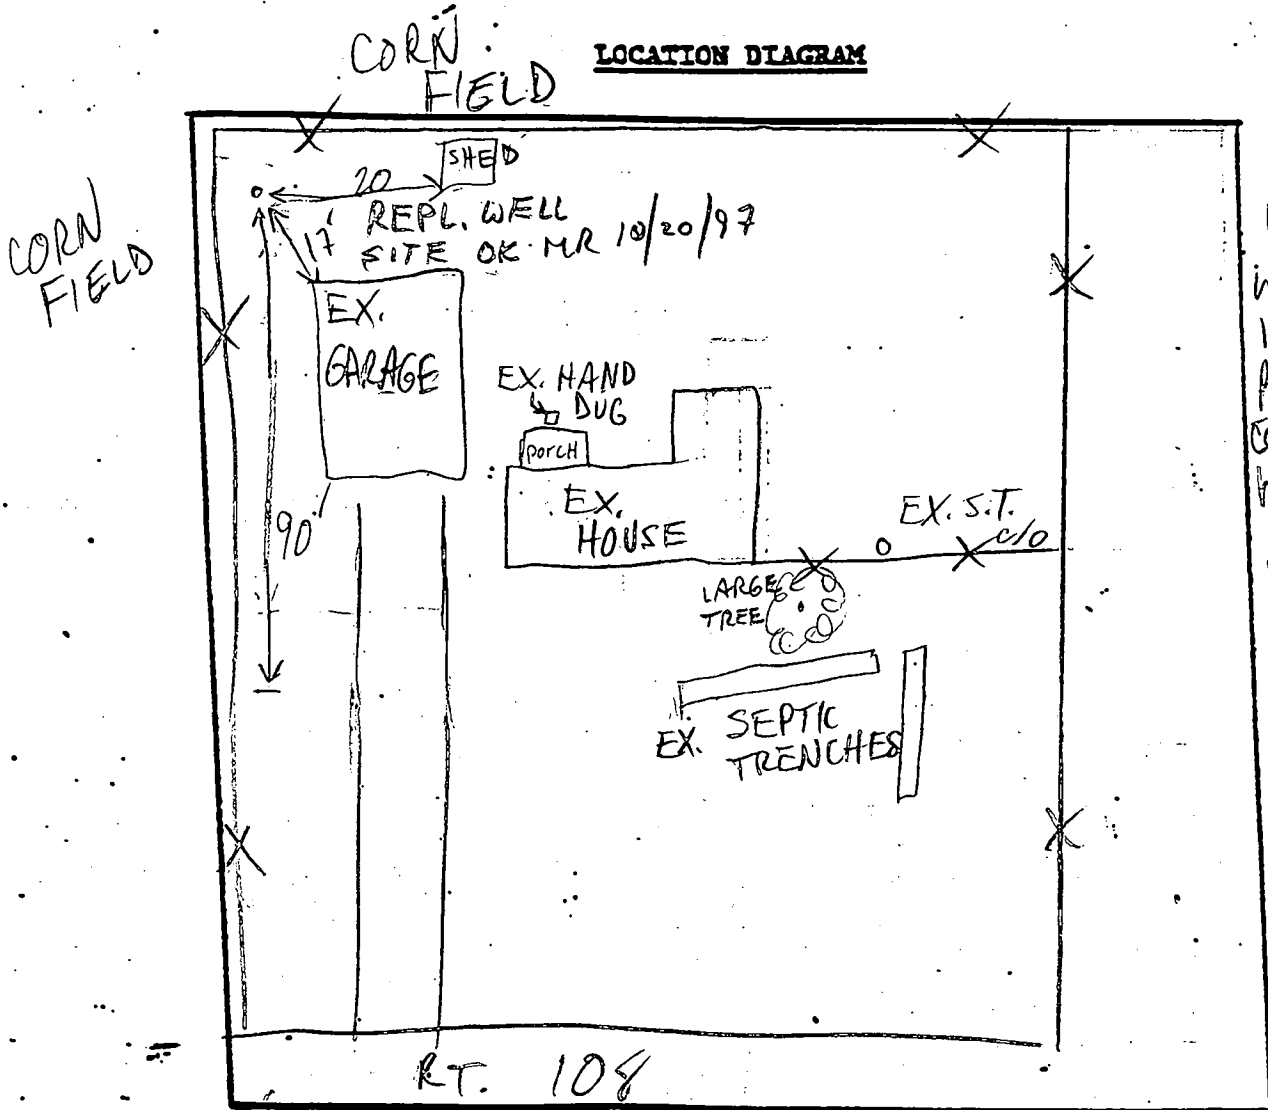 LOCATION DIAGRAM
CORN
FIELD
CORN
FIELD
SHED
20
17'
REPL. WELL
SITE OK MR 10/20/97
EX.
GARAGE
EX. HAND
DUG
PORCH
EX.
HOUSE
90'
EX. S.T.
c/o
LARGE
TREE
EX. SEPTIC
TRENCHES
RT. 108